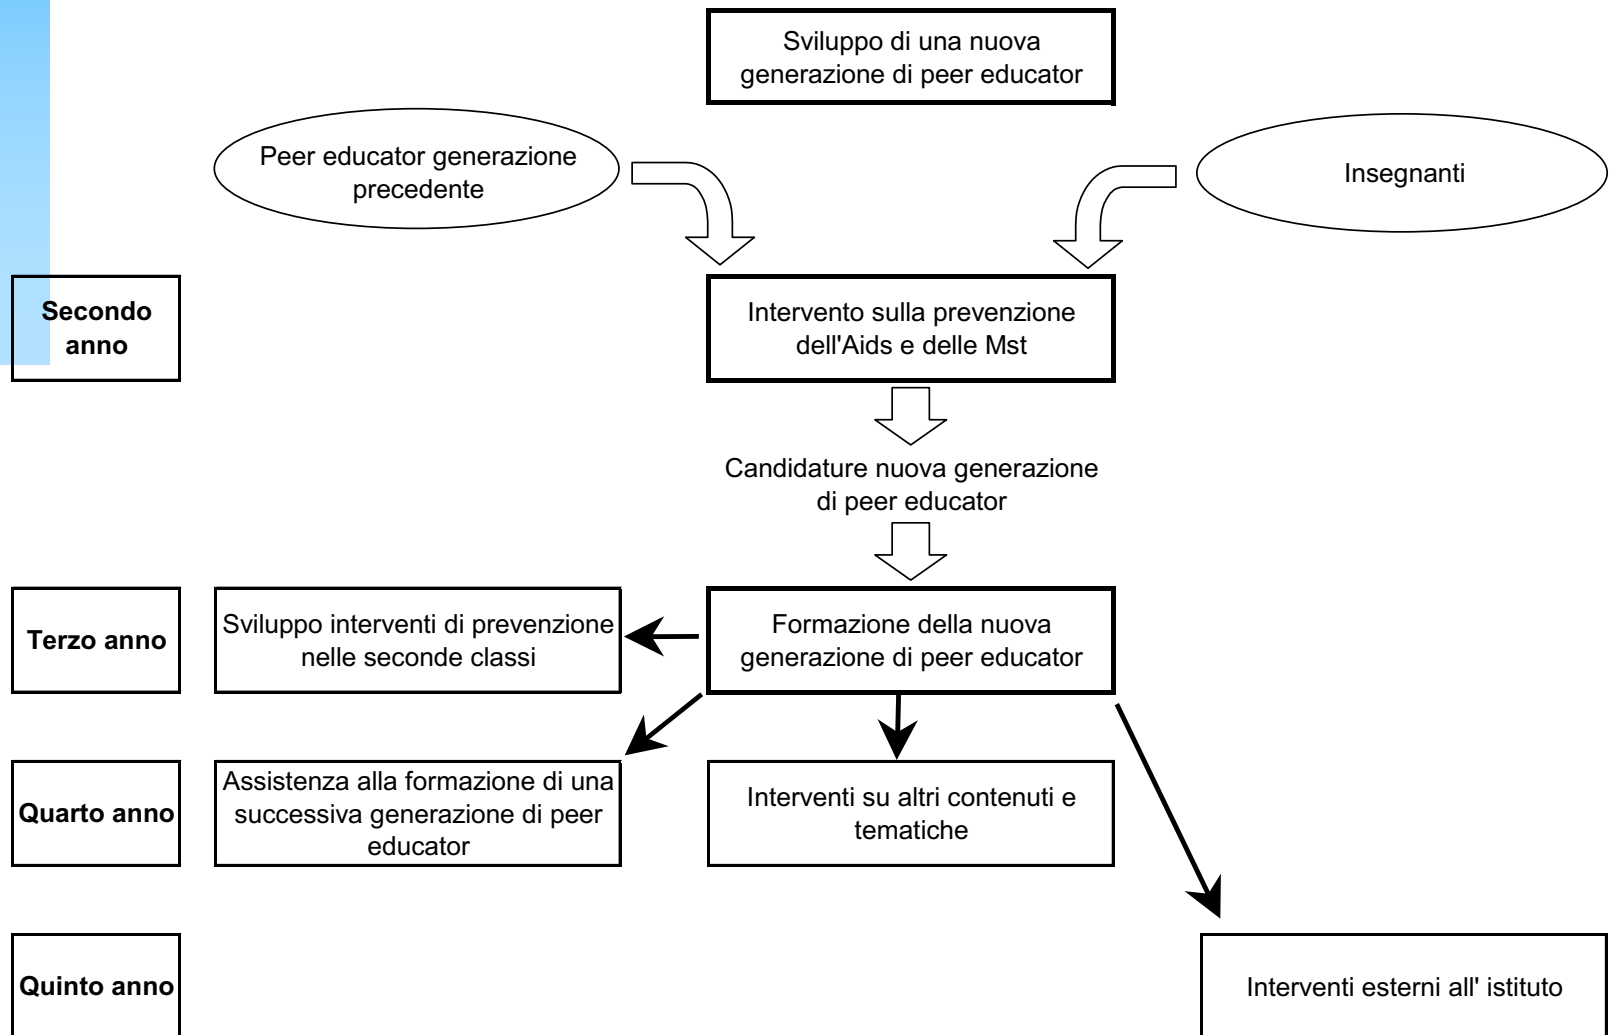 Sviluppo di una nuova
generazione di peer educator
Peer educator generazione
precedente
Insegnanti
Secondo
anno
Intervento sulla prevenzione
dell'Aids e delle Mst
Candidature nuova generazione
di peer educator
Terzo anno
Sviluppo interventi di prevenzione
nelle seconde classi
Formazione della nuova
generazione di peer educator
Quarto anno
Assistenza alla formazione di una
successiva generazione di peer
educator
Interventi su altri contenuti e
tematiche
Quinto anno
Interventi esterni all' istituto